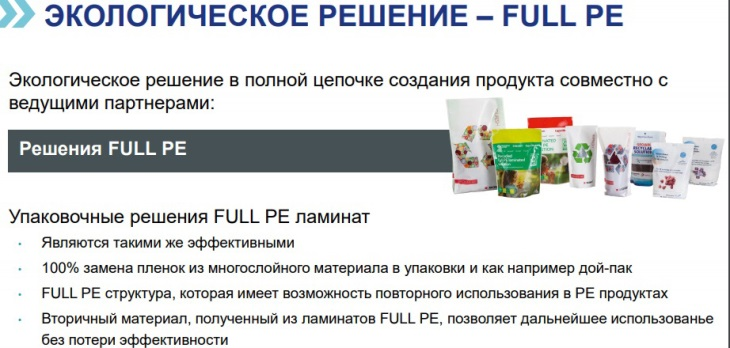 ЭКОЛОГИЧЕСКОЕ РЕШЕНИЕ – FULL PE
Экологическое решение в полной цепочке создания продукта совместно с
ведущими партнерами:
Решения FULL PE
Упаковочные решения FULL PE ламинат
• Являются такими же эффективными
• 100% замена пленок из многослойного материала в упаковки и как например дой-пак
• FULL PE структура, которая имеет возможность повторного использования в PE продуктах
• Вторичный материал, полученный из ламинатов FULL PE, позволяет дальнейшее использованье
без потери эффективности